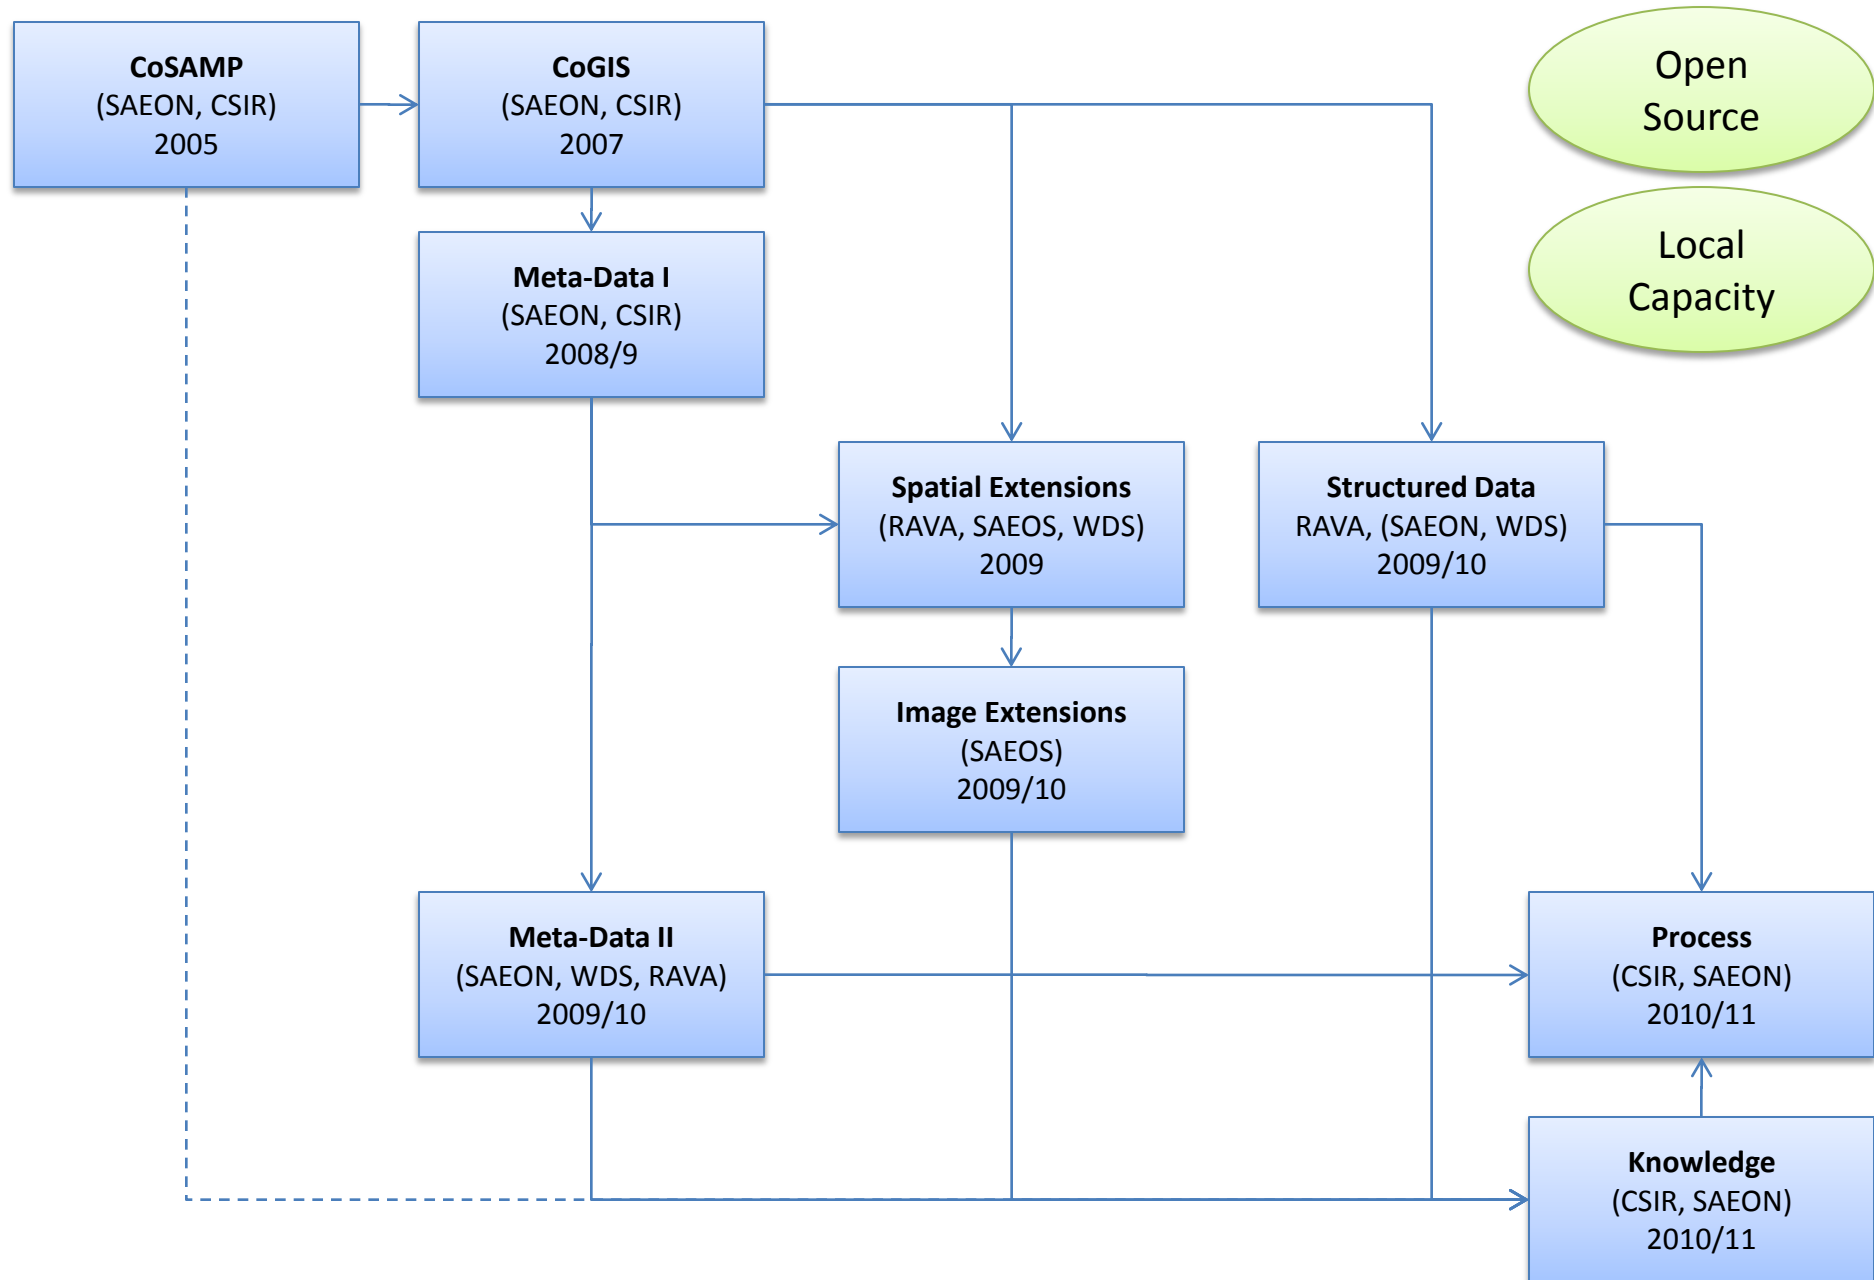 CoSAMP
(SAEON, CSIR)
2005
CoGIS
(SAEON, CSIR)
2007
Open
Source
Local
Capacity
Meta-Data I
(SAEON, CSIR)
2008/9
Spatial Extensions
(RAVA, SAEOS, WDS)
2009
Structured Data
RAVA, (SAEON, WDS)
2009/10
Image Extensions
(SAEOS)
2009/10
Meta-Data II
(SAEON, WDS, RAVA)
2009/10
Process
(CSIR, SAEON)
2010/11
Knowledge
(CSIR, SAEON)
2010/11